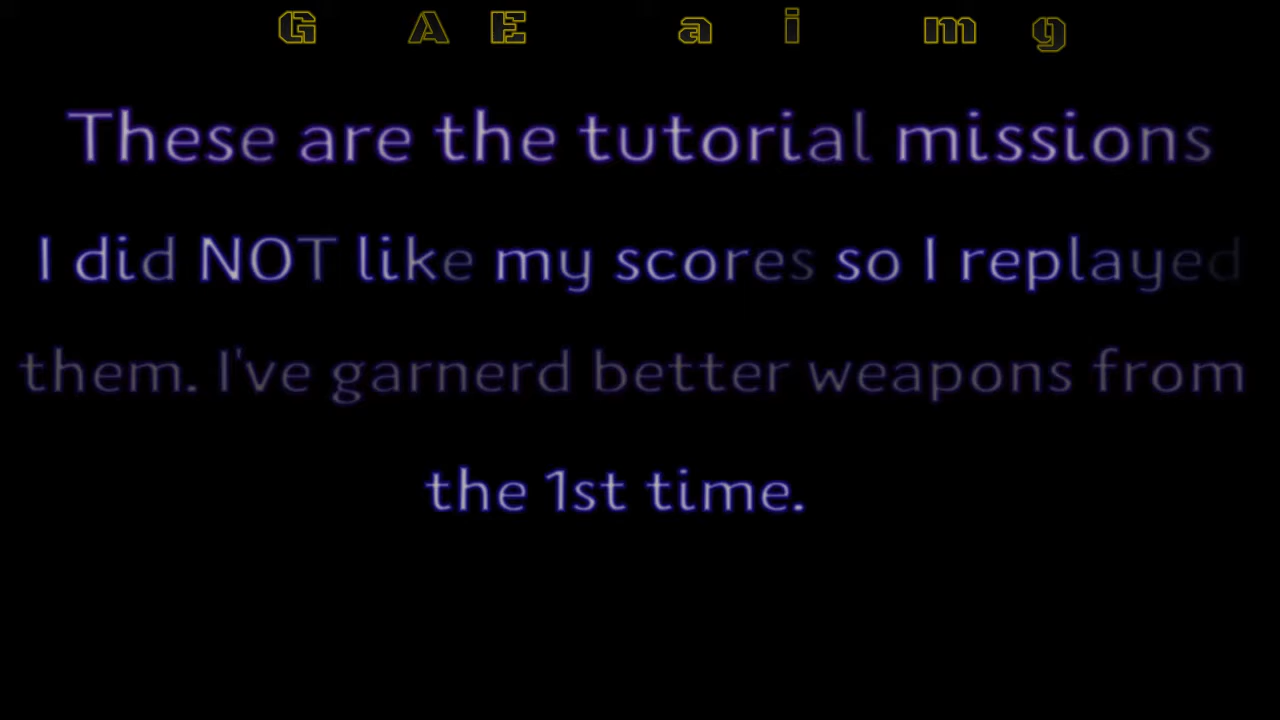 G A E a i m g
These are the tutorial missions
I did NOT like my scores so I replayed
them. I've garnerd better weapons from
the 1st time.